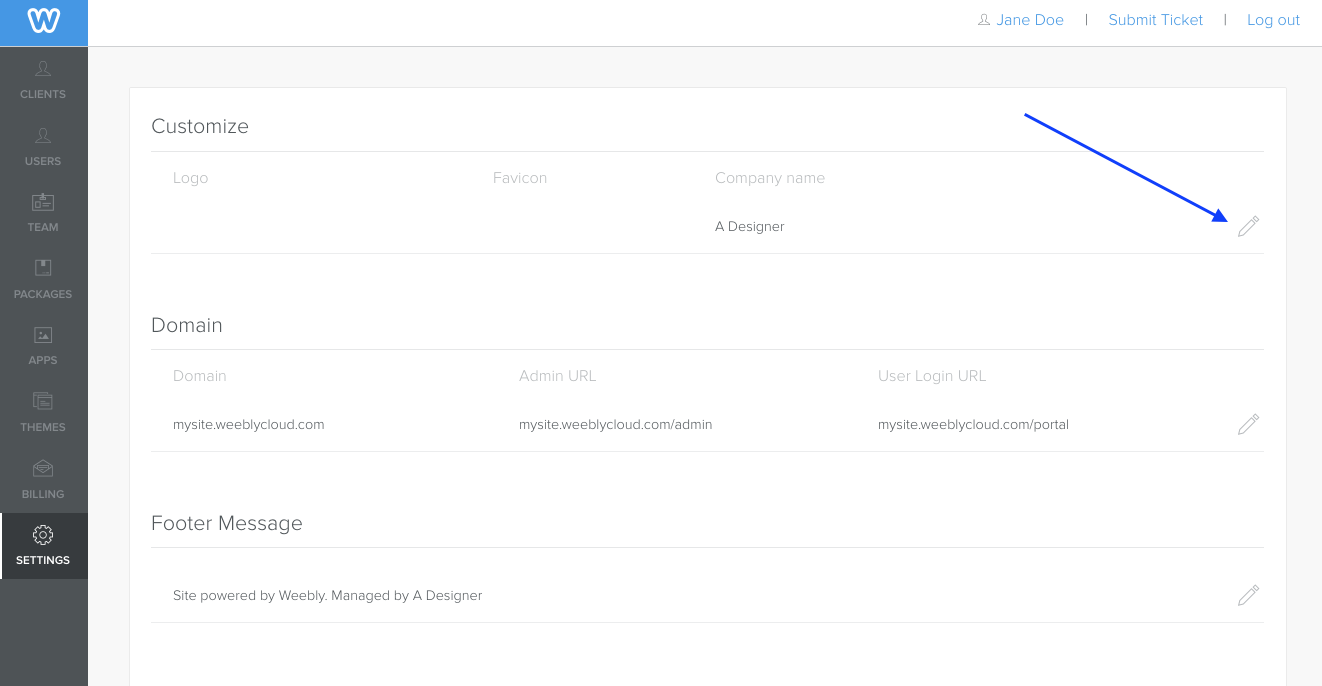 Jane Doe | Submit Ticket | Log out
CLIENTS
USERS
TEAM
PACKAGES
APPS
THEMES
BILLING
SETTINGS
Customize
Logo Favicon Company name
A Designer
Domain
Domain Admin URL User Login URL
mysite.weeblycloud.com mysite.weeblycloud.com/admin mysite.weeblycloud.com/portal
Footer Message
Site powered by Weebly. Managed by A Designer